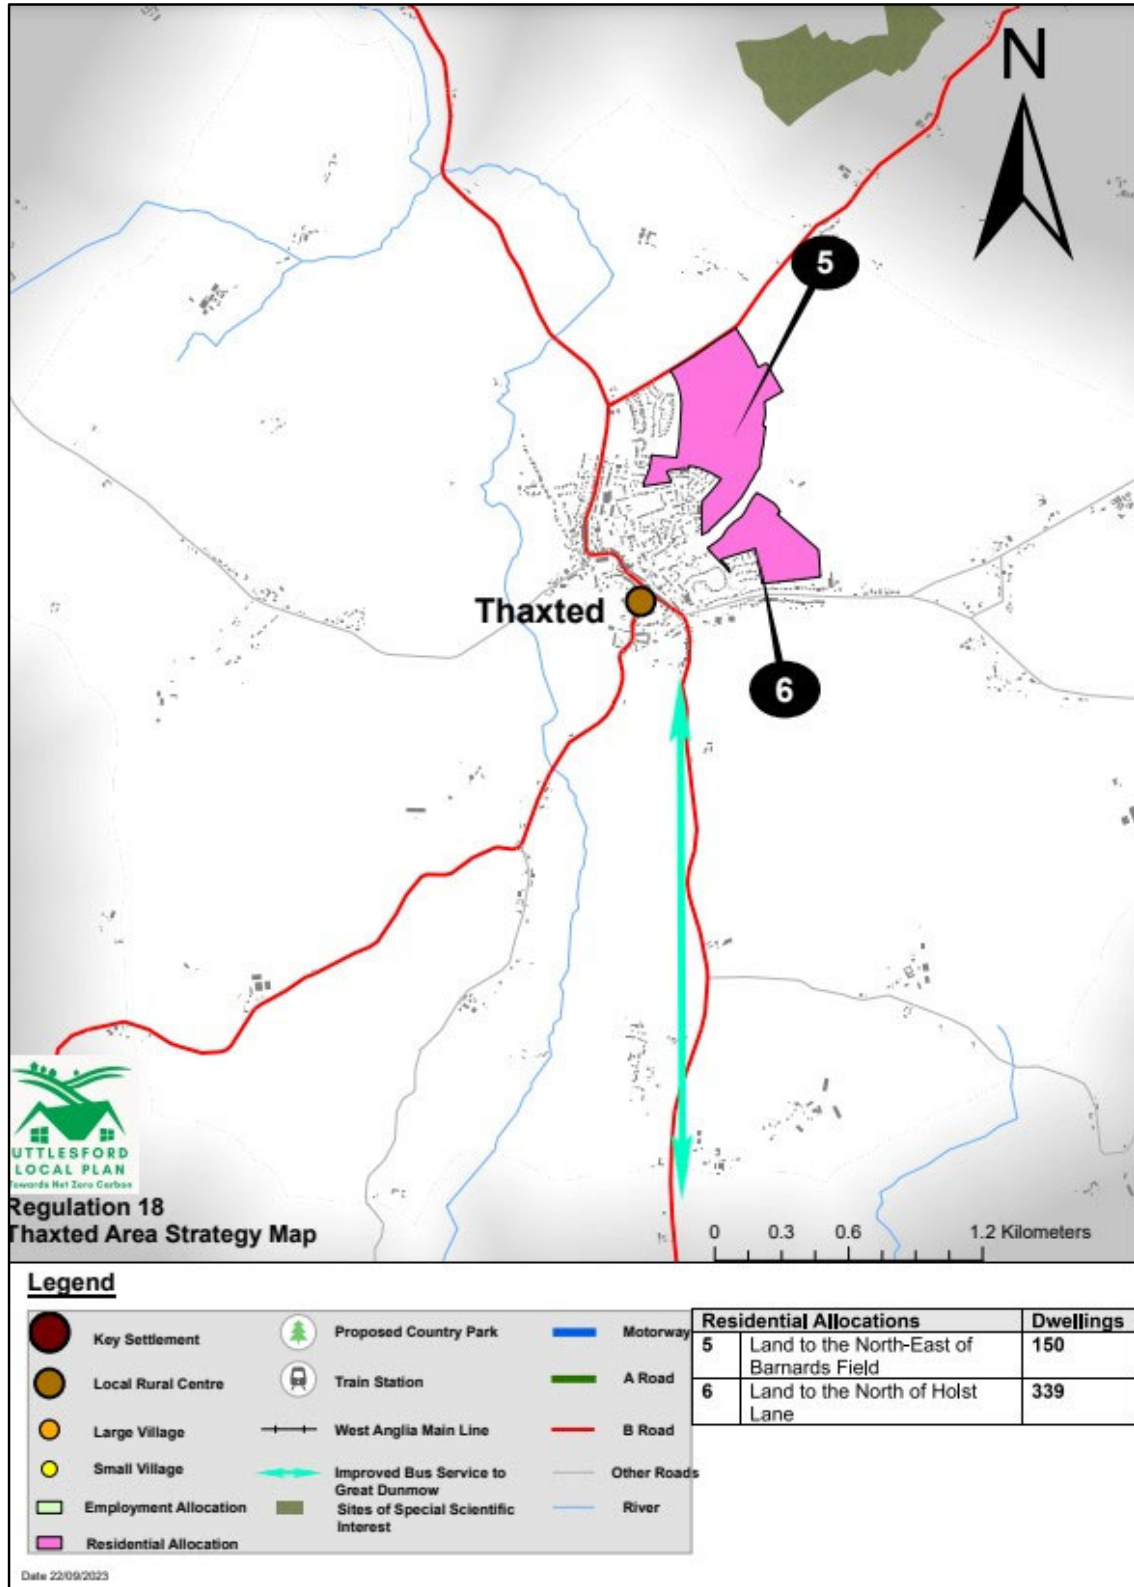 N
5
Thaxted
6
UTTLESFORD
LOCAL PLAN
Towards Net Zero Carbon
Regulation 18
Thaxted Area Strategy Map
0 0.3 0.6 1.2 Kilometers
Legend
Key Settlement
Local Rural Centre
Large Village
Small Village
Employment Allocation
Residential Allocation
Proposed Country Park
Train Station
West Anglia Main Line
Improved Bus Service to
Great Dunmow
Sites of Special Scientific
Interest
Motorway
A Road
B Road
Other Roads
River
Residential Allocations Dwellings
5 Land to the North-East of 150
Barnards Field
6 Land to the North of Holst 339
Lane
Date 22/09/2023